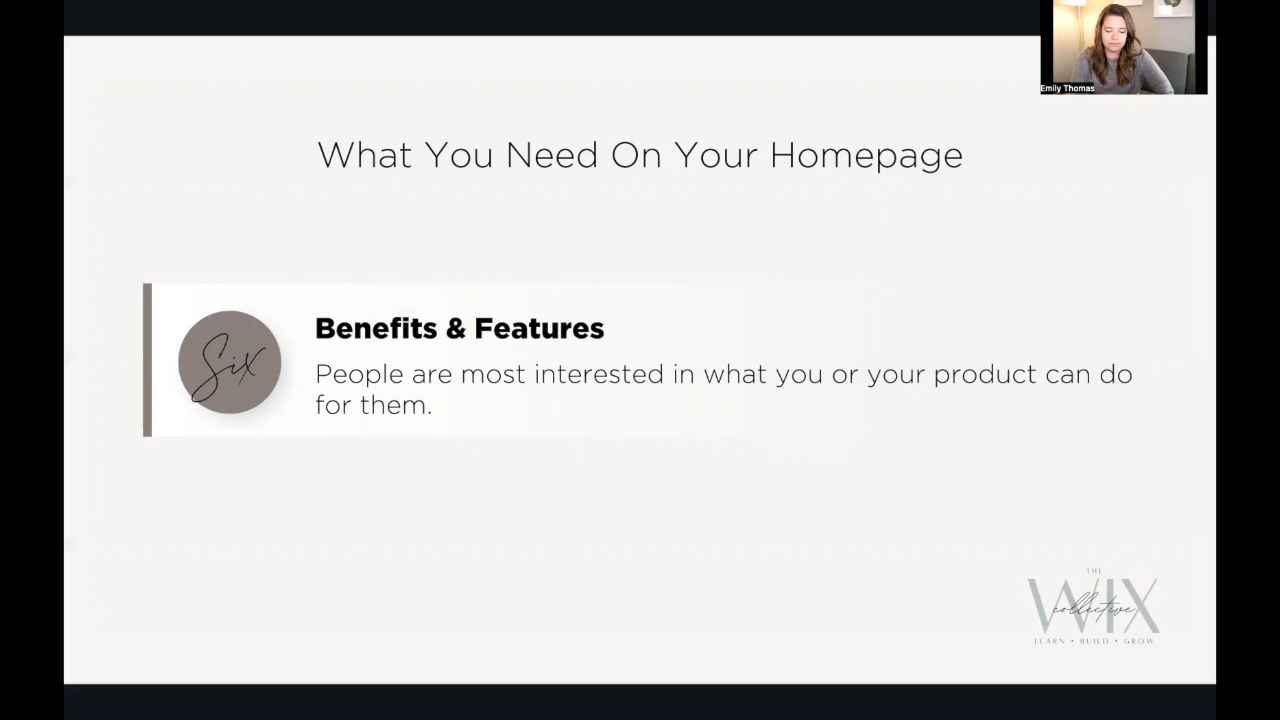 Emily Thomas
What You Need On Your Homepage
Six
Benefits & Features
People are most interested in what you or your product can do
for them.
THE
WIX
collective
LEARN • BUILD • GROW